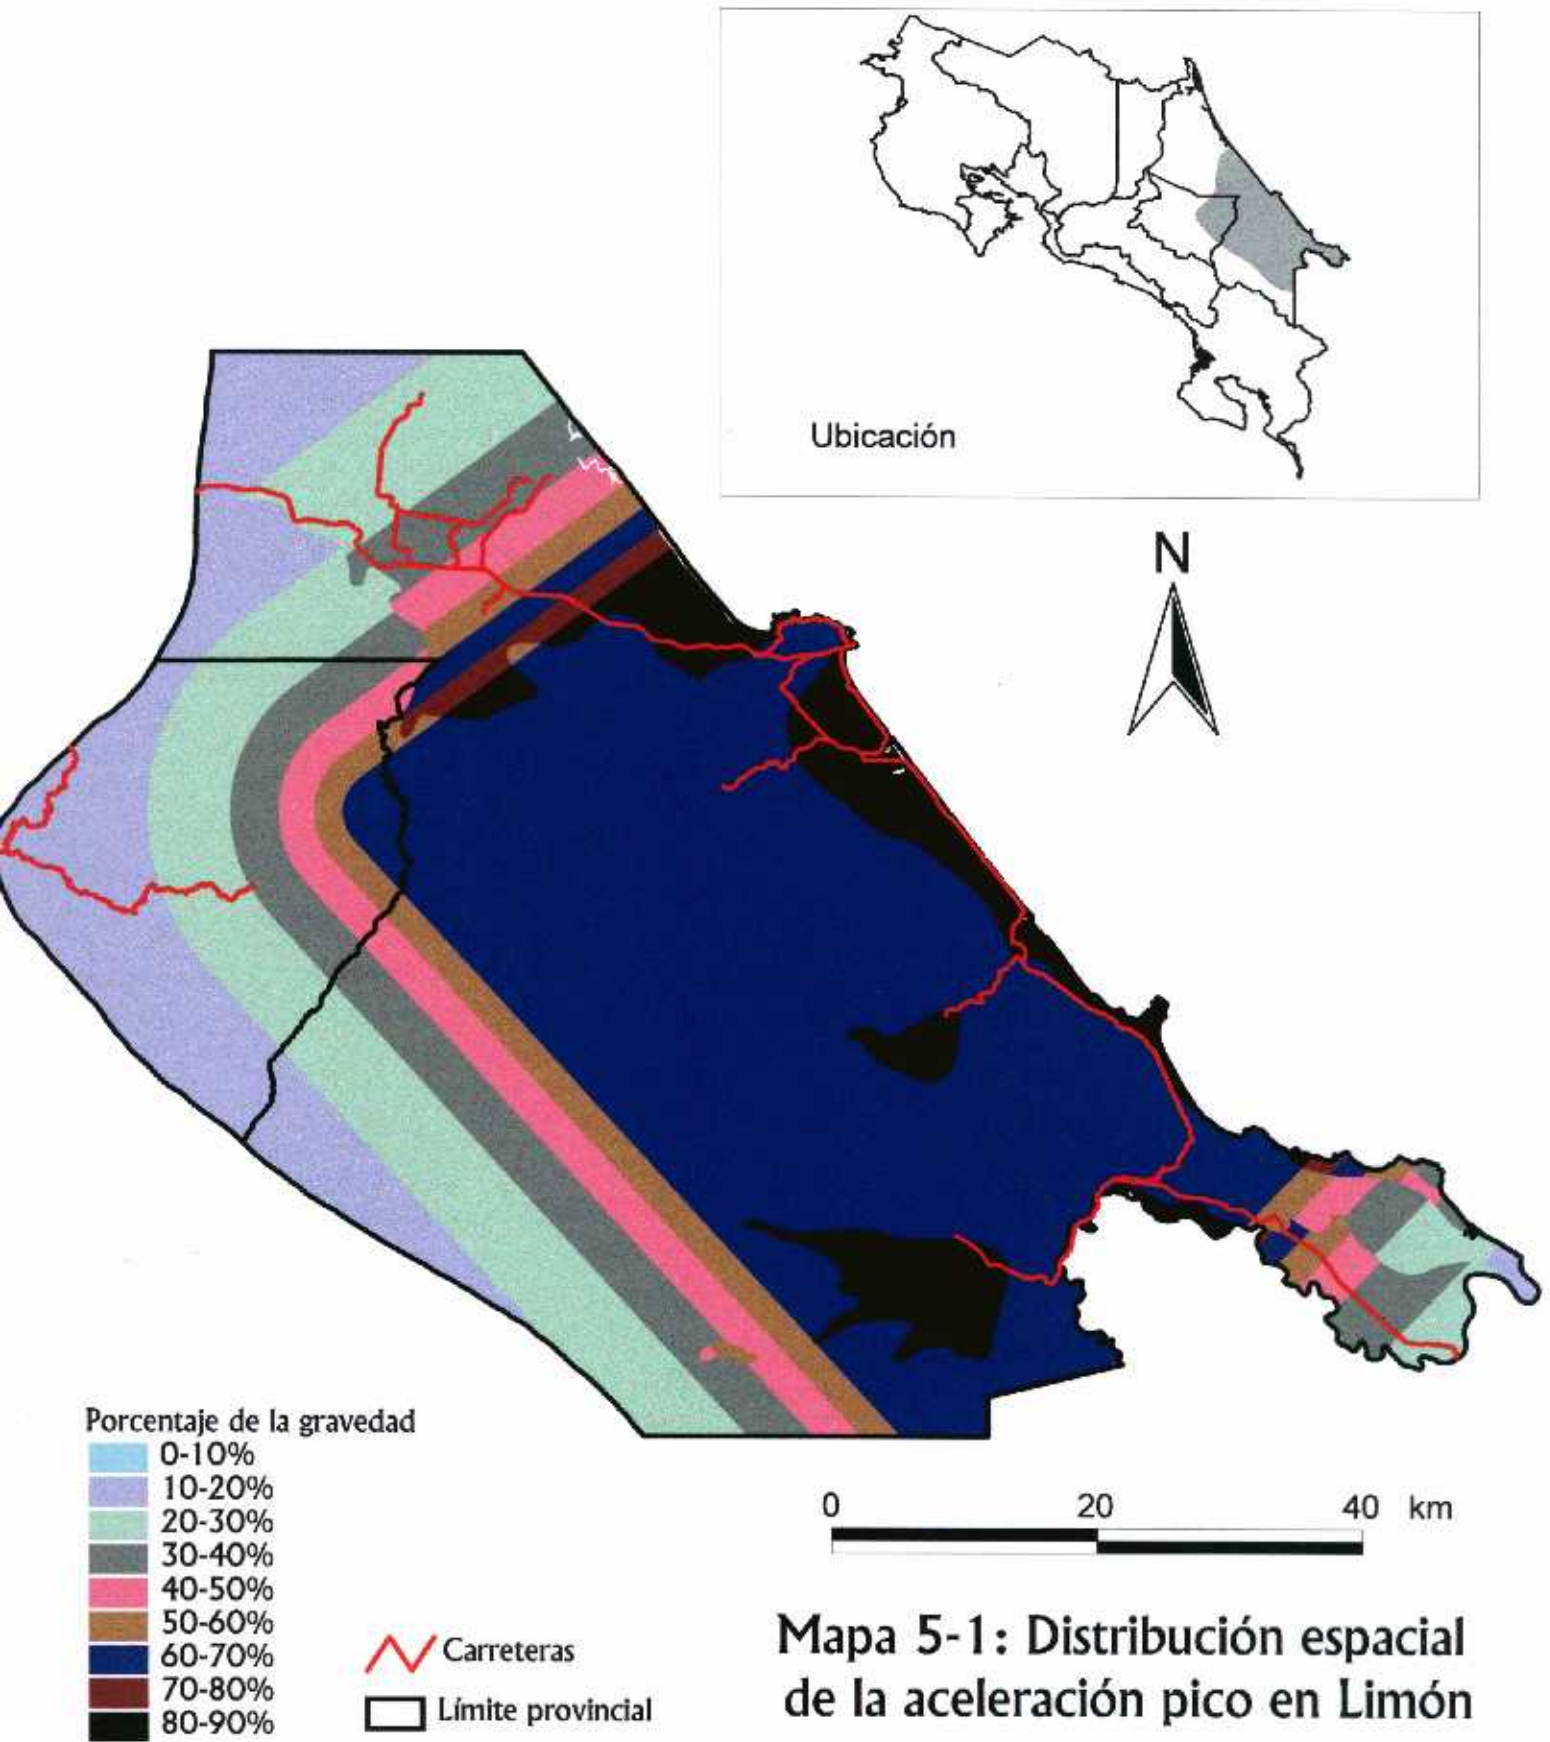 Ubicación
N
Porcentaje de la gravedad
0-10%
10-20%
20-30%
30-40%
40-50%
50-60%
60-70%
70-80%
80-90%
Carreteras
Límite provincial
0 20 40 km
Mapa 5-1: Distribución espacial
de la aceleración pico en Limón